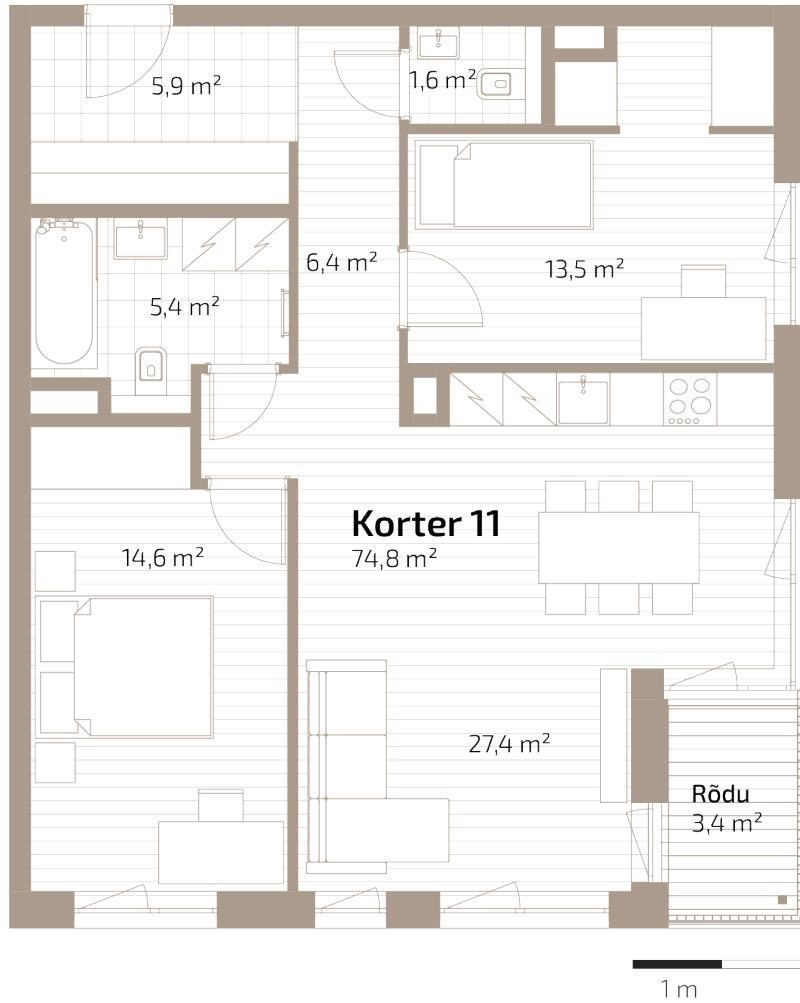 5,9 m²
1,6 m²
6,4 m²
13,5 m²
5,4 m²
Korter 11
74,8 m²
14,6 m²
27,4 m²
Rõdu
3,4 m²
1 m